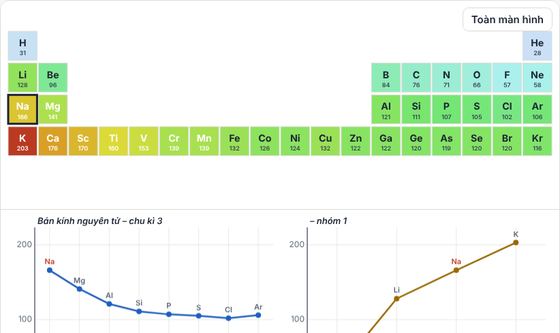 Toàn màn hình
H He
31 28
Li Be B C N O F Ne
128 96 84 76 71 66 57 58
Na Mg Al Si P S Cl Ar
166 141 121 111 107 105 102 106
K Ca Sc Ti V Cr Mn Fe Co Ni Cu Zn Ga Ge As Se Br Kr
203 176 170 160 153 139 139 132 126 124 132 122 122 120 119 120 120 116
Bán kính nguyên tử – chu kì 3
– nhóm 1
200
Na
Mg
Al
Si
P
S
Cl
Ar
100
200
K
Na
Li
100